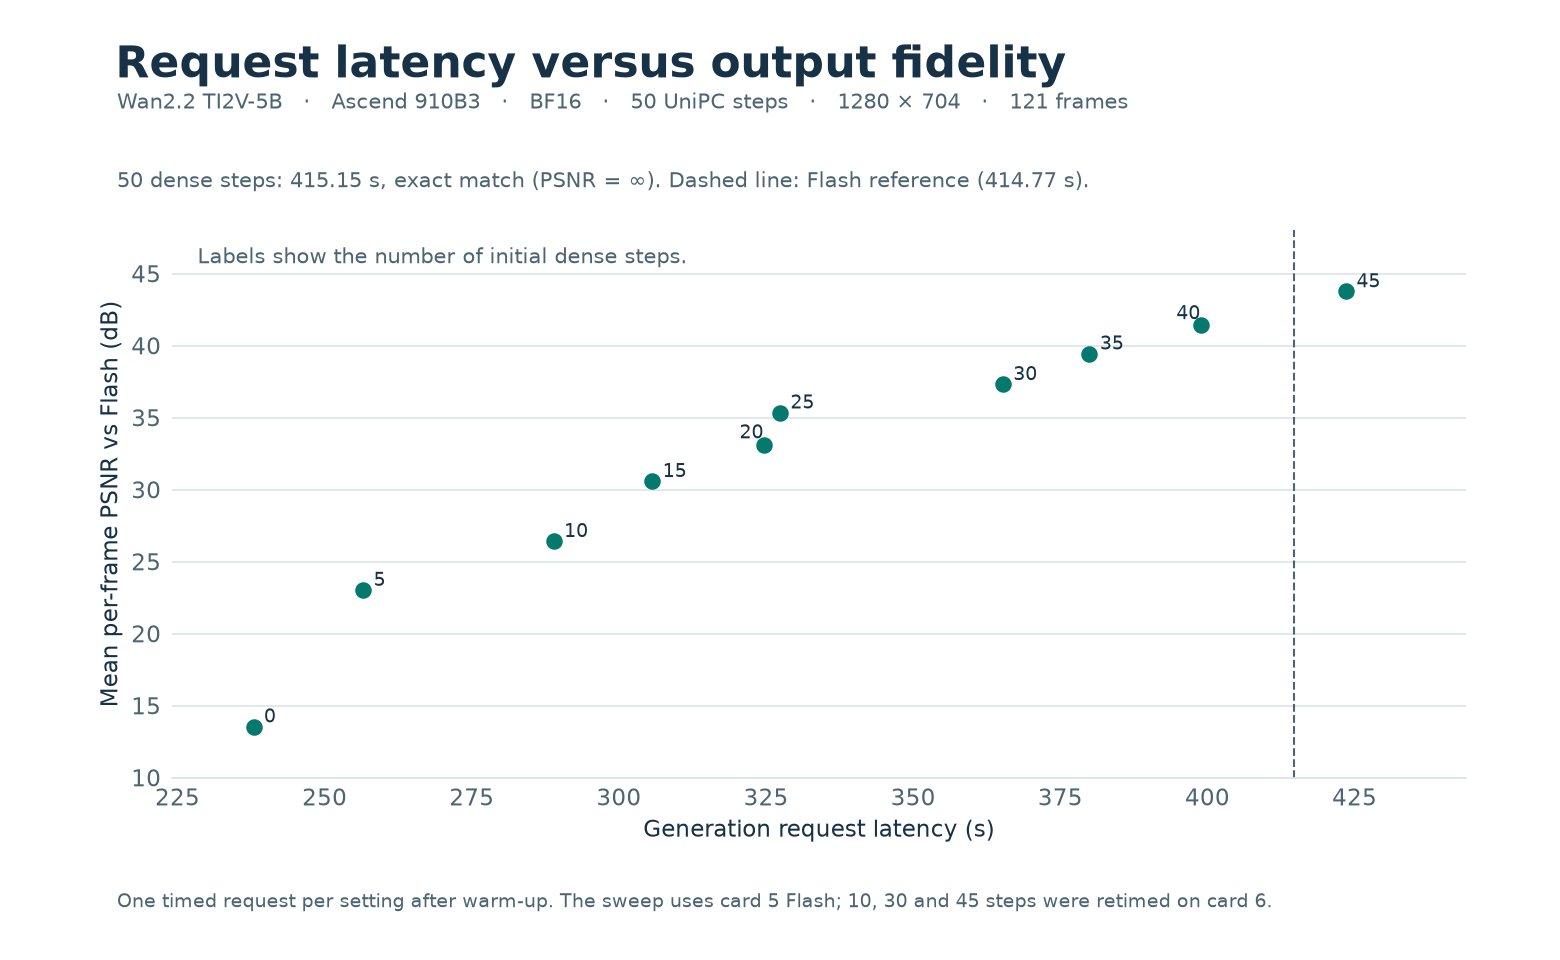 Request latency versus output fidelity
Wan2.2 TI2V-5B · Ascend 910B3 · BF16 · 50 UniPC steps · 1280 × 704 · 121 frames
50 dense steps: 415.15 s, exact match (PSNR = ∞). Dashed line: Flash reference (414.77 s).
Labels show the number of initial dense steps.
Mean per-frame PSNR vs Flash (dB)
45
40
35
30
25
20
15
10
0
5
10
15
20
25
30
35
40
45
225 250 275 300 325 350 375 400 425
Generation request latency (s)
One timed request per setting after warm-up. The sweep uses card 5 Flash; 10, 30 and 45 steps were retimed on card 6.